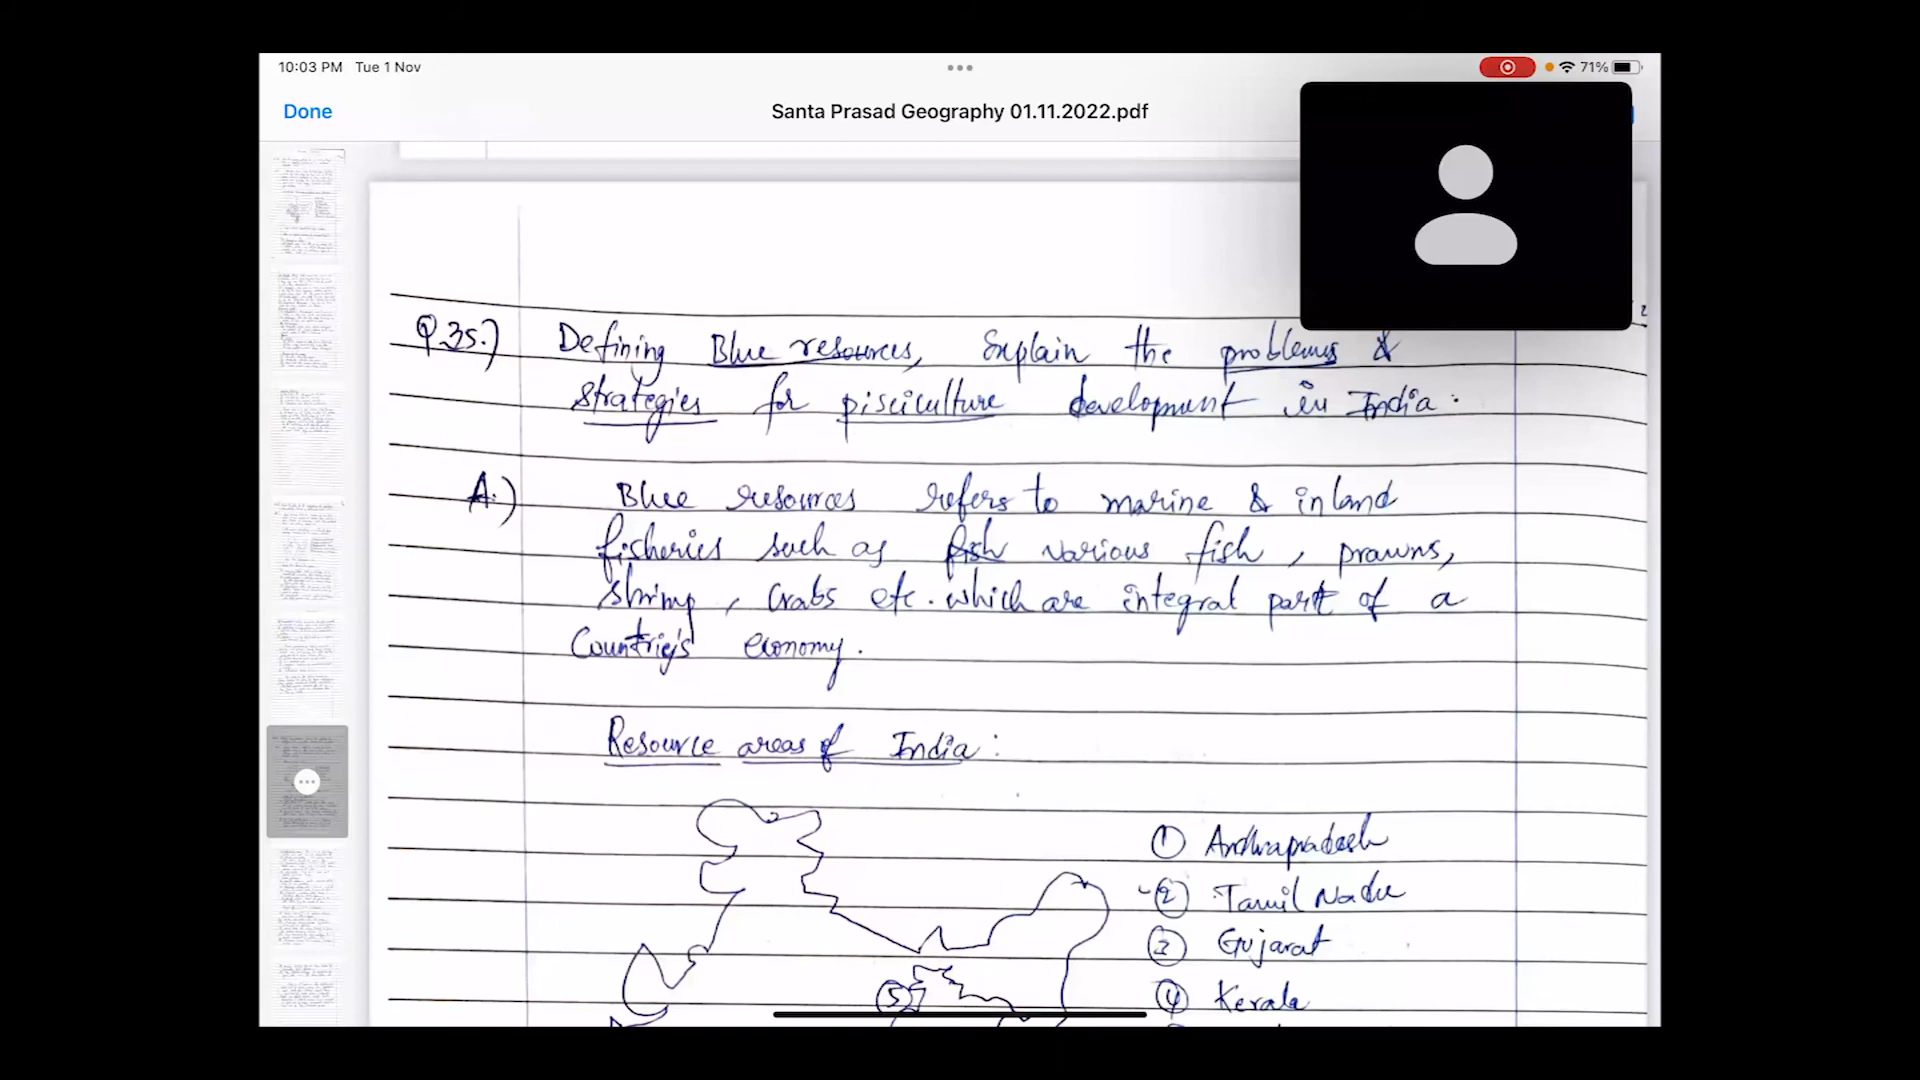 10:03 PM Tue 1 Nov
71%
Done
Santa Prasad Geography 01.11.2022.pdf
Q.35.) Defining Blue resources, Explain the problems &
strategies for pisciculture development in India.
A.) Blue resources refers to marine & inland
fisheries such as fish various fish, prawns,
shrimp, crabs etc. which are integral part of a
Countrie's economy.
Resource areas of India:
① Andhrapradesh
② Tamil Nadu
③ Gujarat
④ Kerala
⑤